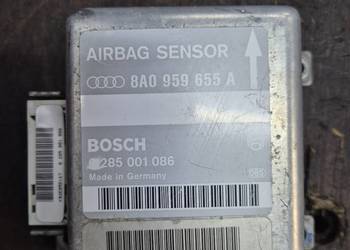 AIRBAG SENSOR
8A0 959 655 A
BOSCH
285 001 086
Made in Germany